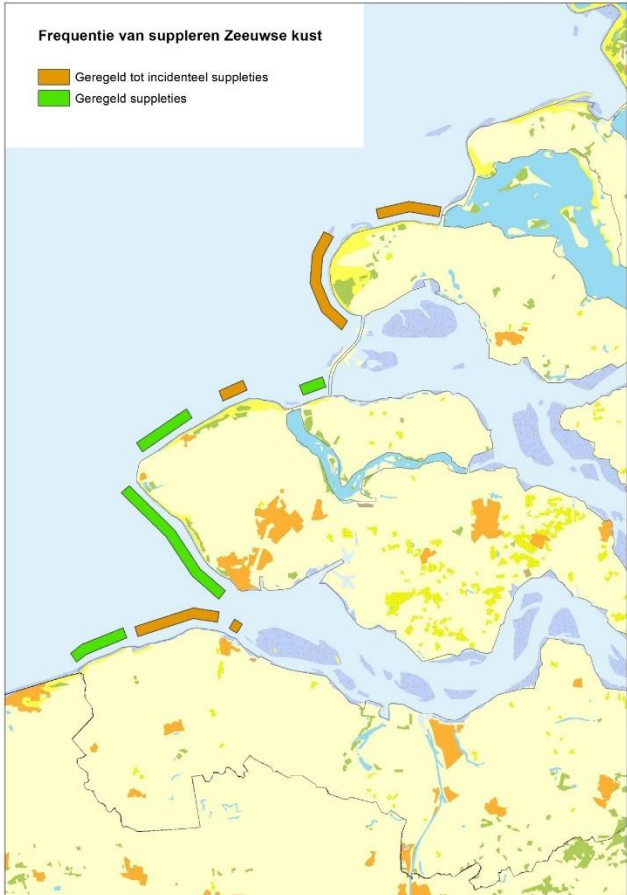 Frequentie van suppleren Zeeuwse kust
Geregeld tot incidenteel suppleties
Geregeld suppleties